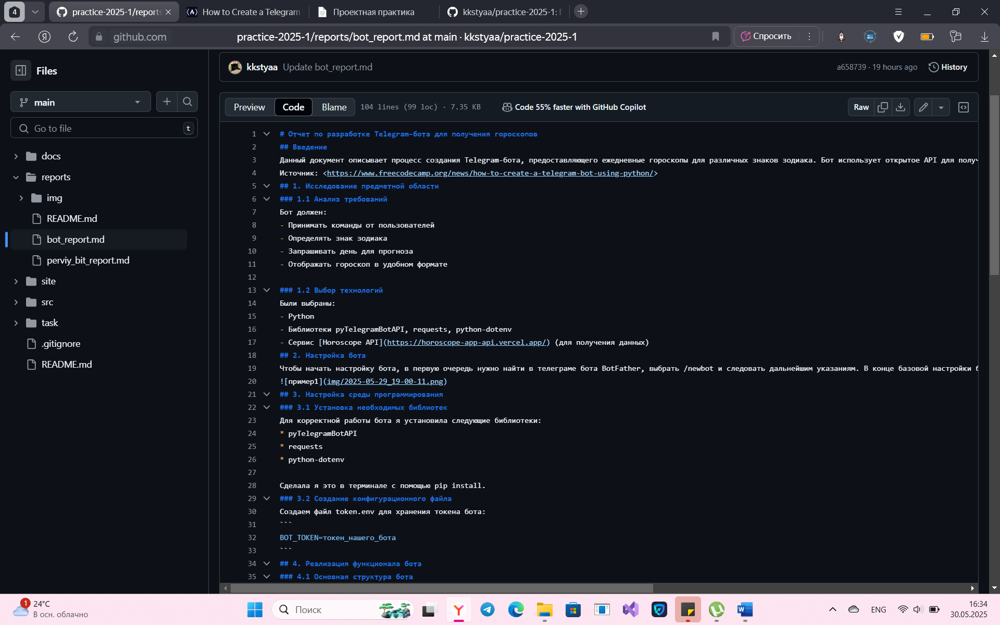 4
practice-2025-1/reports
How to Create a Telegram
Проектная практика
kkstyaa/practice-2025-1: Г
github.com
practice-2025-1/reports/bot_report.md at main · kkstyaa/practice-2025-1
Спросить
Files
main
Go to file
t
docs
reports
img
README.md
bot_report.md
perviy_bit_report.md
site
src
task
.gitignore
README.md
kkstyaa Update bot_report.md
a658739 · 19 hours ago
History
Preview
Code
Blame
104 lines (99 loc) · 7.35 KB
Code 55% faster with GitHub Copilot
Raw
1 # Отчет по разработке Telegram-бота для получения гороскопов
2 ## Введение
3 Данный документ описывает процесс создания Telegram-бота, предоставляющего ежедневные гороскопы для различных знаков зодиака. Бот использует открытое API для получ
4 Источник: <https://www.freecodecamp.org/news/how-to-create-a-telegram-bot-using-python/>
5 ## 1. Исследование предметной области
6 ### 1.1 Анализ требований
7 Бот должен:
8 - Принимать команды от пользователей
9 - Определять знак зодиака
10 - Запрашивать день для прогноза
11 - Отображать гороскоп в удобном формате
12
13 ### 1.2 Выбор технологий
14 Были выбраны:
15 - Python
16 - Библиотеки pyTelegramBotAPI, requests, python-dotenv
17 - Сервис [Horoscope API](https://horoscope-app-api.vercel.app/) (для получения данных)
18 ## 2. Настройка бота
19 Чтобы начать настройку бота, в первую очередь нужно найти в телеграме бота BotFather, выбрать /newbot и следовать дальнейшим указаниям. В конце базовой настройки б
20 ![пример1](img/2025-05-29_19-00-11.png)
21 ## 3. Настройка среды программирования
22 ### 3.1 Установка необходимых библиотек
23 Для корректной работы бота я установила следующие библиотеки:
24 * pyTelegramBotAPI
25 * requests
26 * python-dotenv
27
28 Сделала я это в терминале с помощью pip install.
29 ### 3.2 Создание конфигурационного файла
30 Создаем файл token.env для хранения токена бота:
31 ```
32 BOT_TOKEN=токен_нашего_бота
33 ```
34 ## 4. Реализация функционала бота
35 ### 4.1 Основная структура бота
1
24°C
В осн. облачно
Поиск
ENG
16:34
30.05.2025